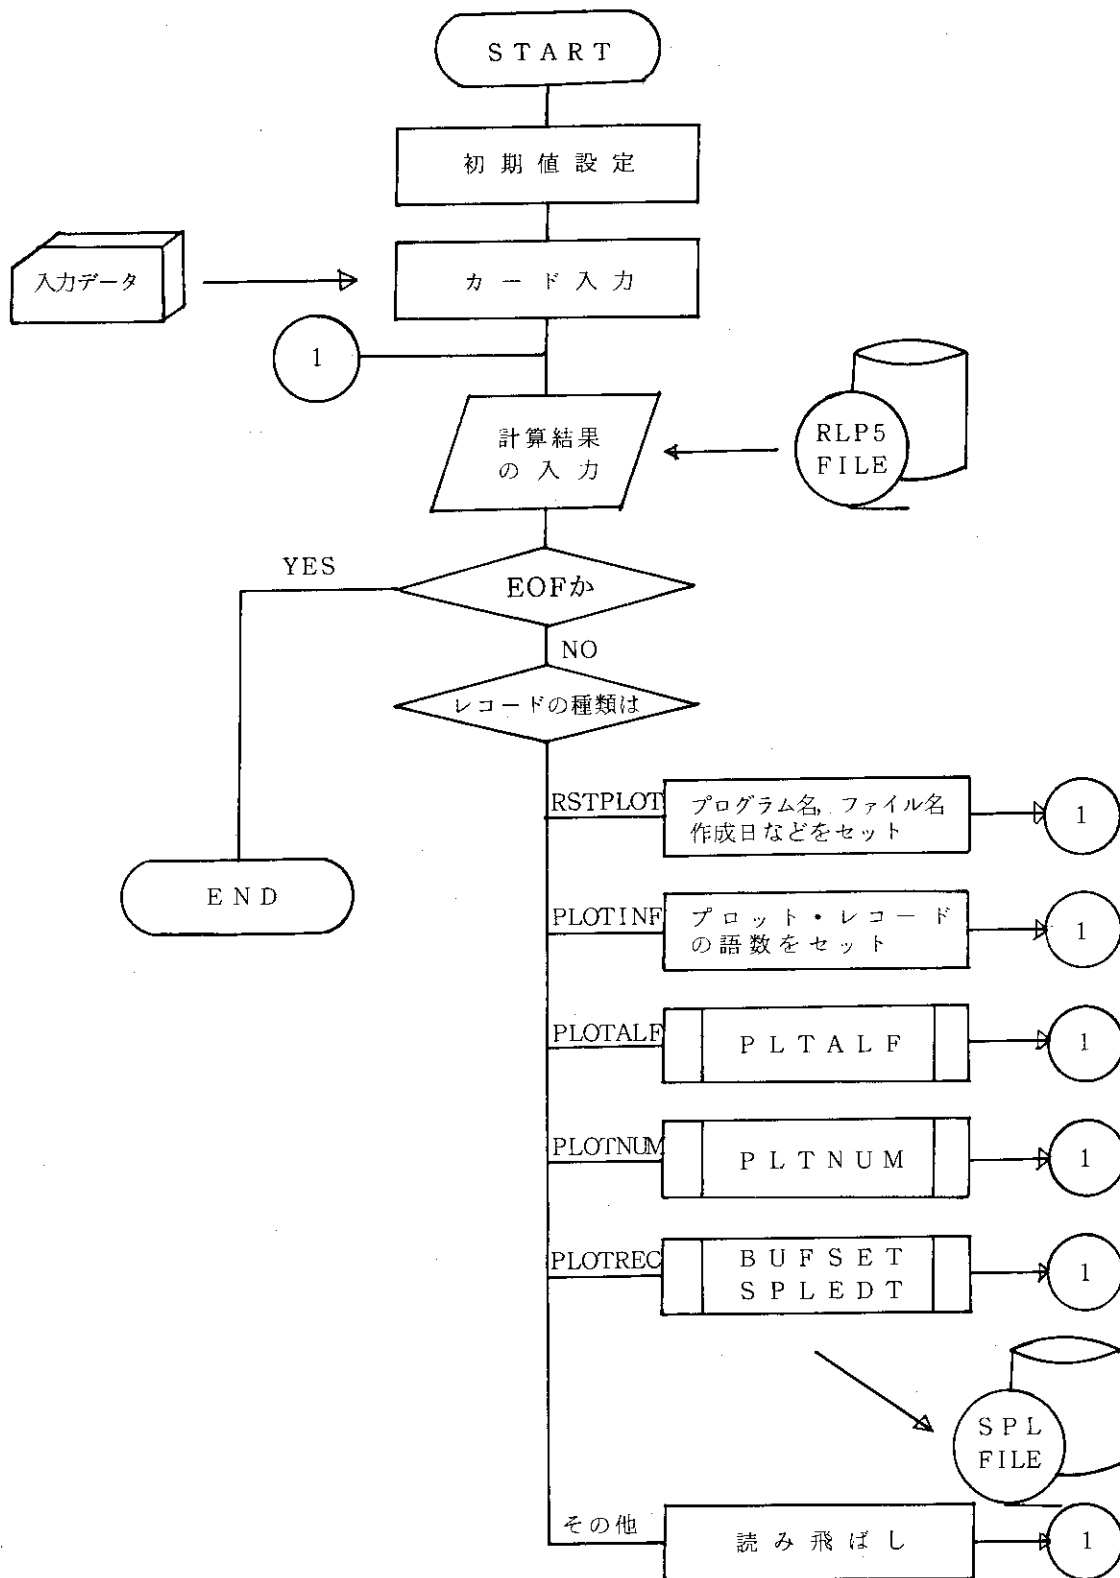 START
初期値設定
入力データ
カード入力
1
計算結果
の入力
RLP5
FILE
YES
EOFか
NO
レコードの種類は
RSTPLOT
プログラム名, ファイル名
作成日などをセット
1
END
PLOTINF
プロット・レコード
の語数をセット
1
PLOTALF
PLTALF
1
PLOTNUM
PLTNUM
1
PLOTREC
BUFSET
SPLEDT
1
SPL
FILE
その他
読み飛ばし
1